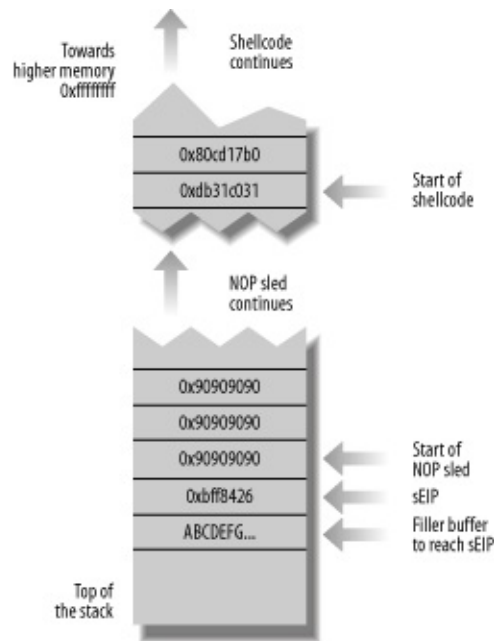 Towards
higher memory
0xffffffff
Shellcode
continues
0x80cd17b0
0xdb31c031
Start of
shellcode
NOP sled
continues
0x90909090
0x90909090
0x90909090
Start of
NOP sled
0xbff8426
sEIP
ABCDEFG...
Filler buffer
to reach sEIP
Top of
the stack